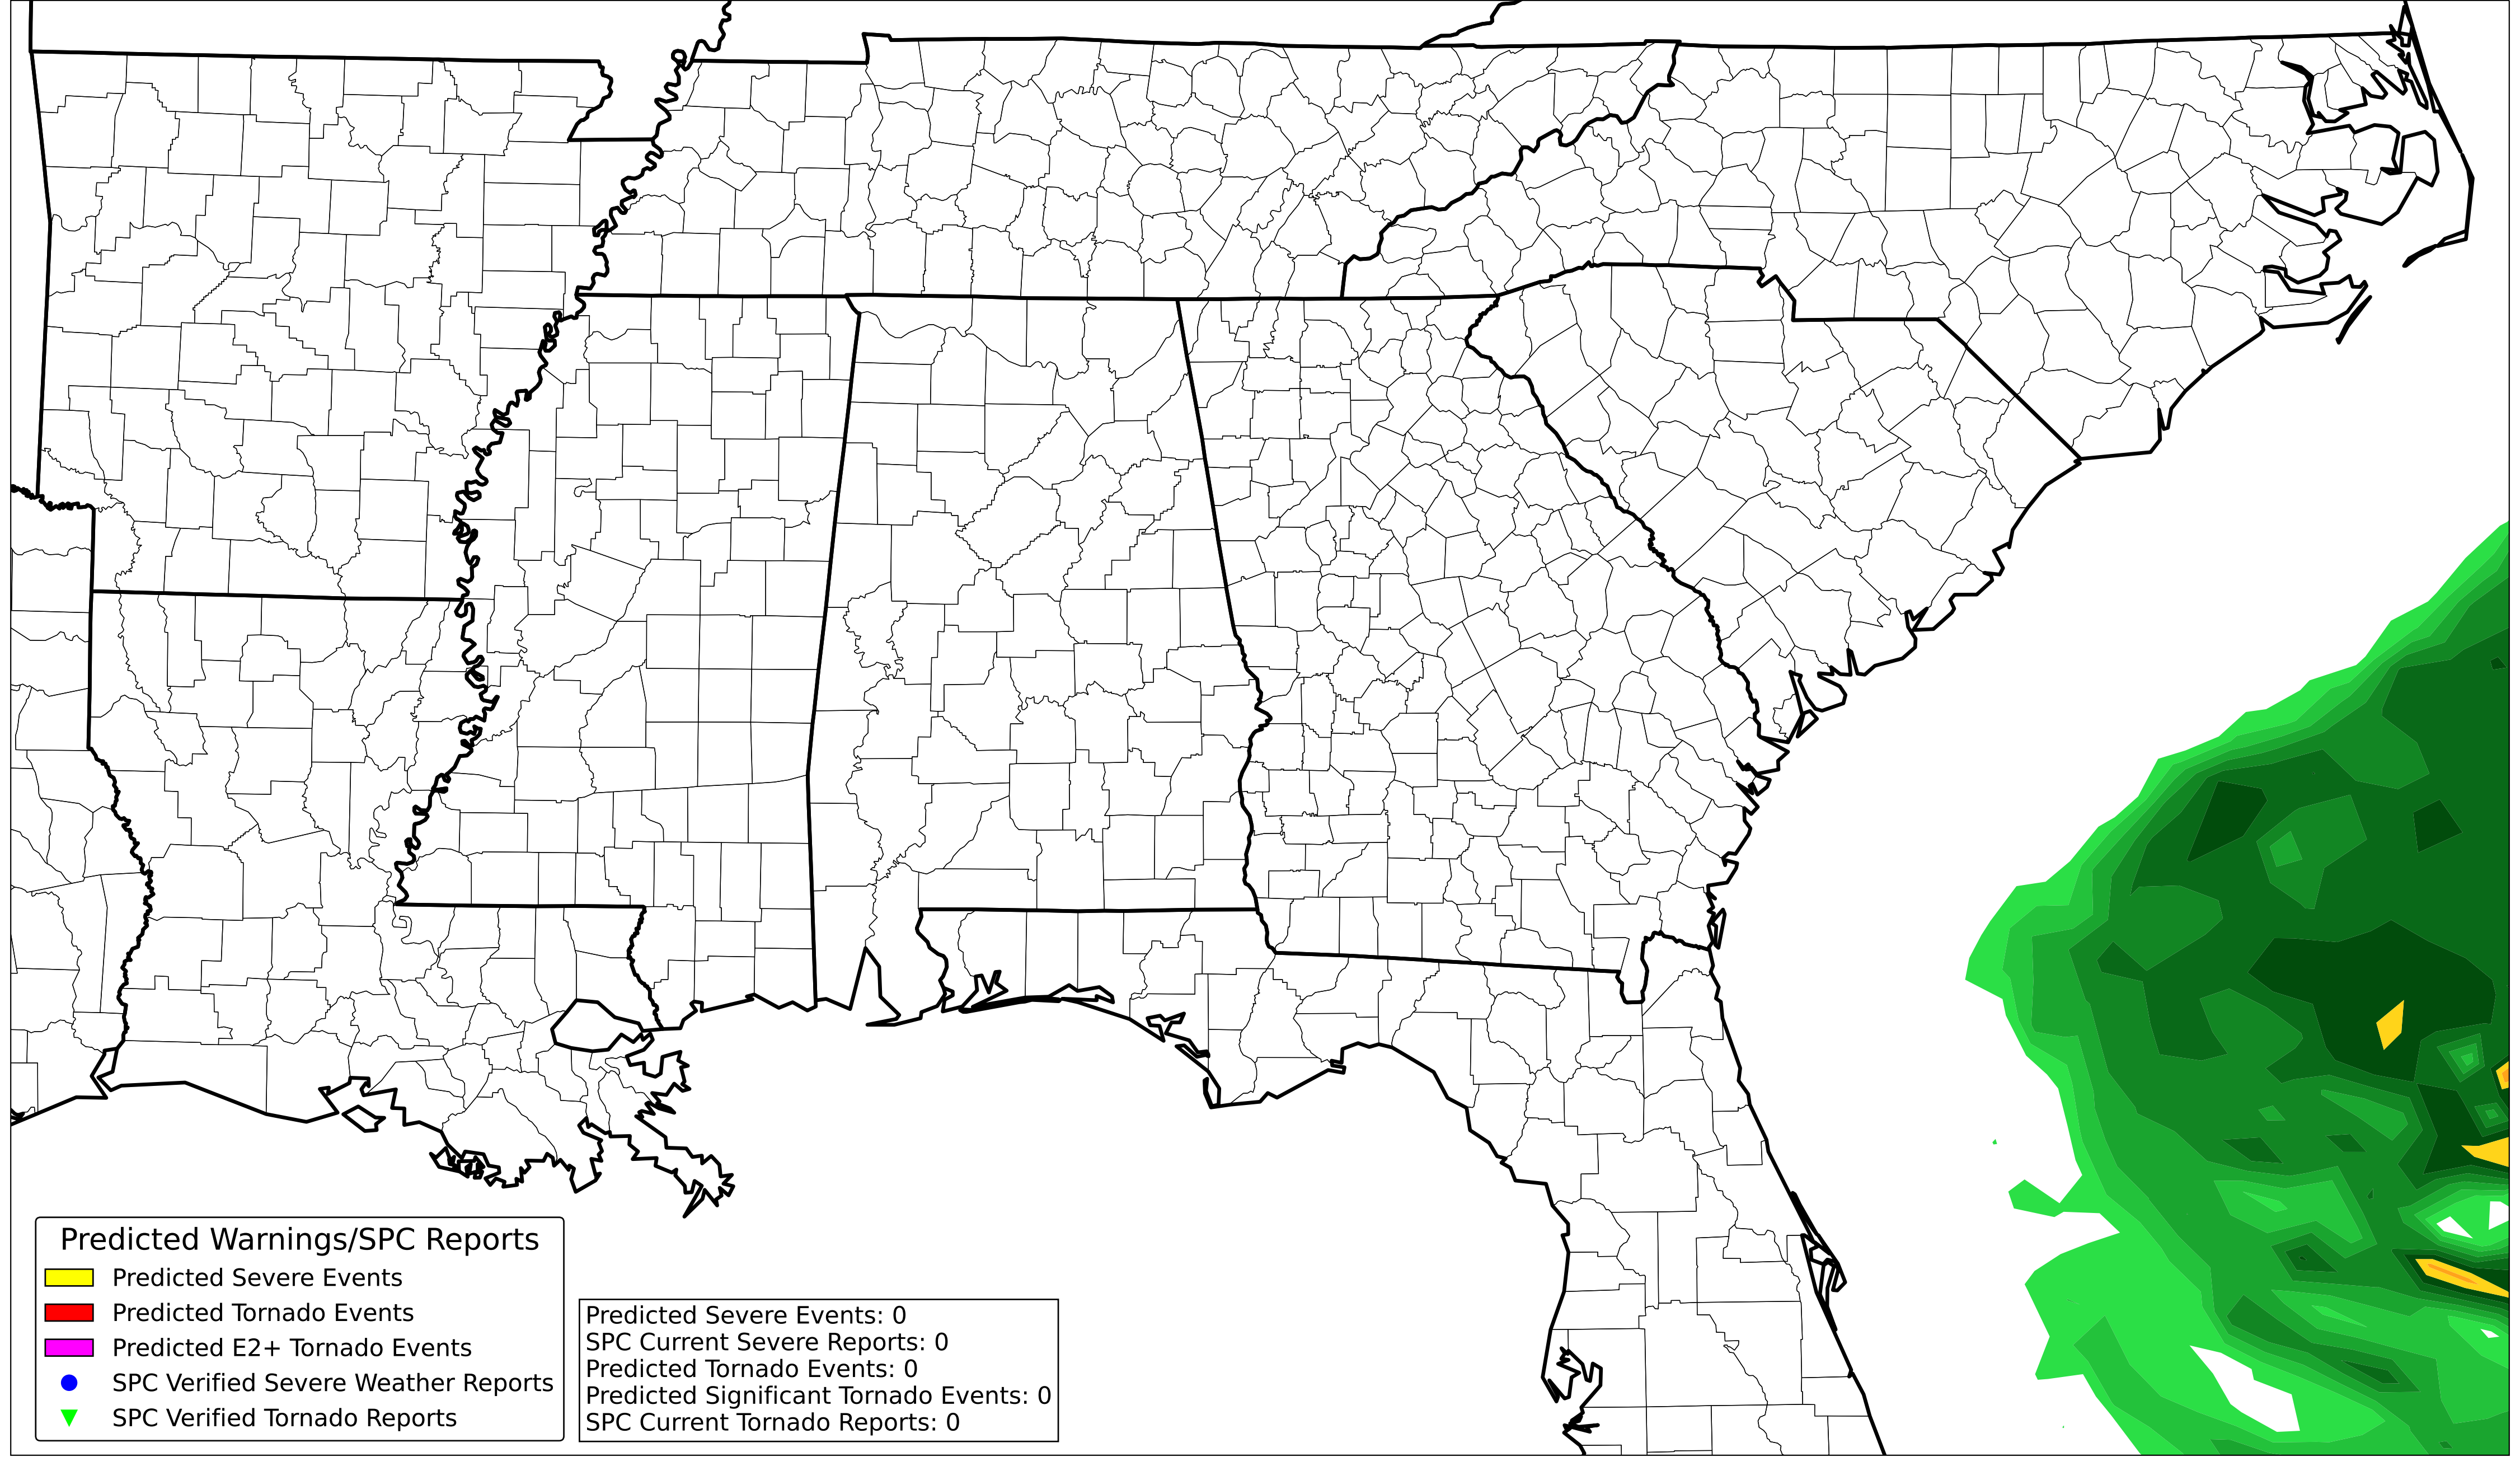 Predicted Warnings/SPC Reports
Predicted Severe Events
Predicted Tornado Events
Predicted E2+ Tornado Events
SPC Verified Severe Weather Reports
SPC Verified Tornado Reports
Predicted Severe Events: 0
SPC Current Severe Reports: 0
Predicted Tornado Events: 0
Predicted Significant Tornado Events: 0
SPC Current Tornado Reports: 0